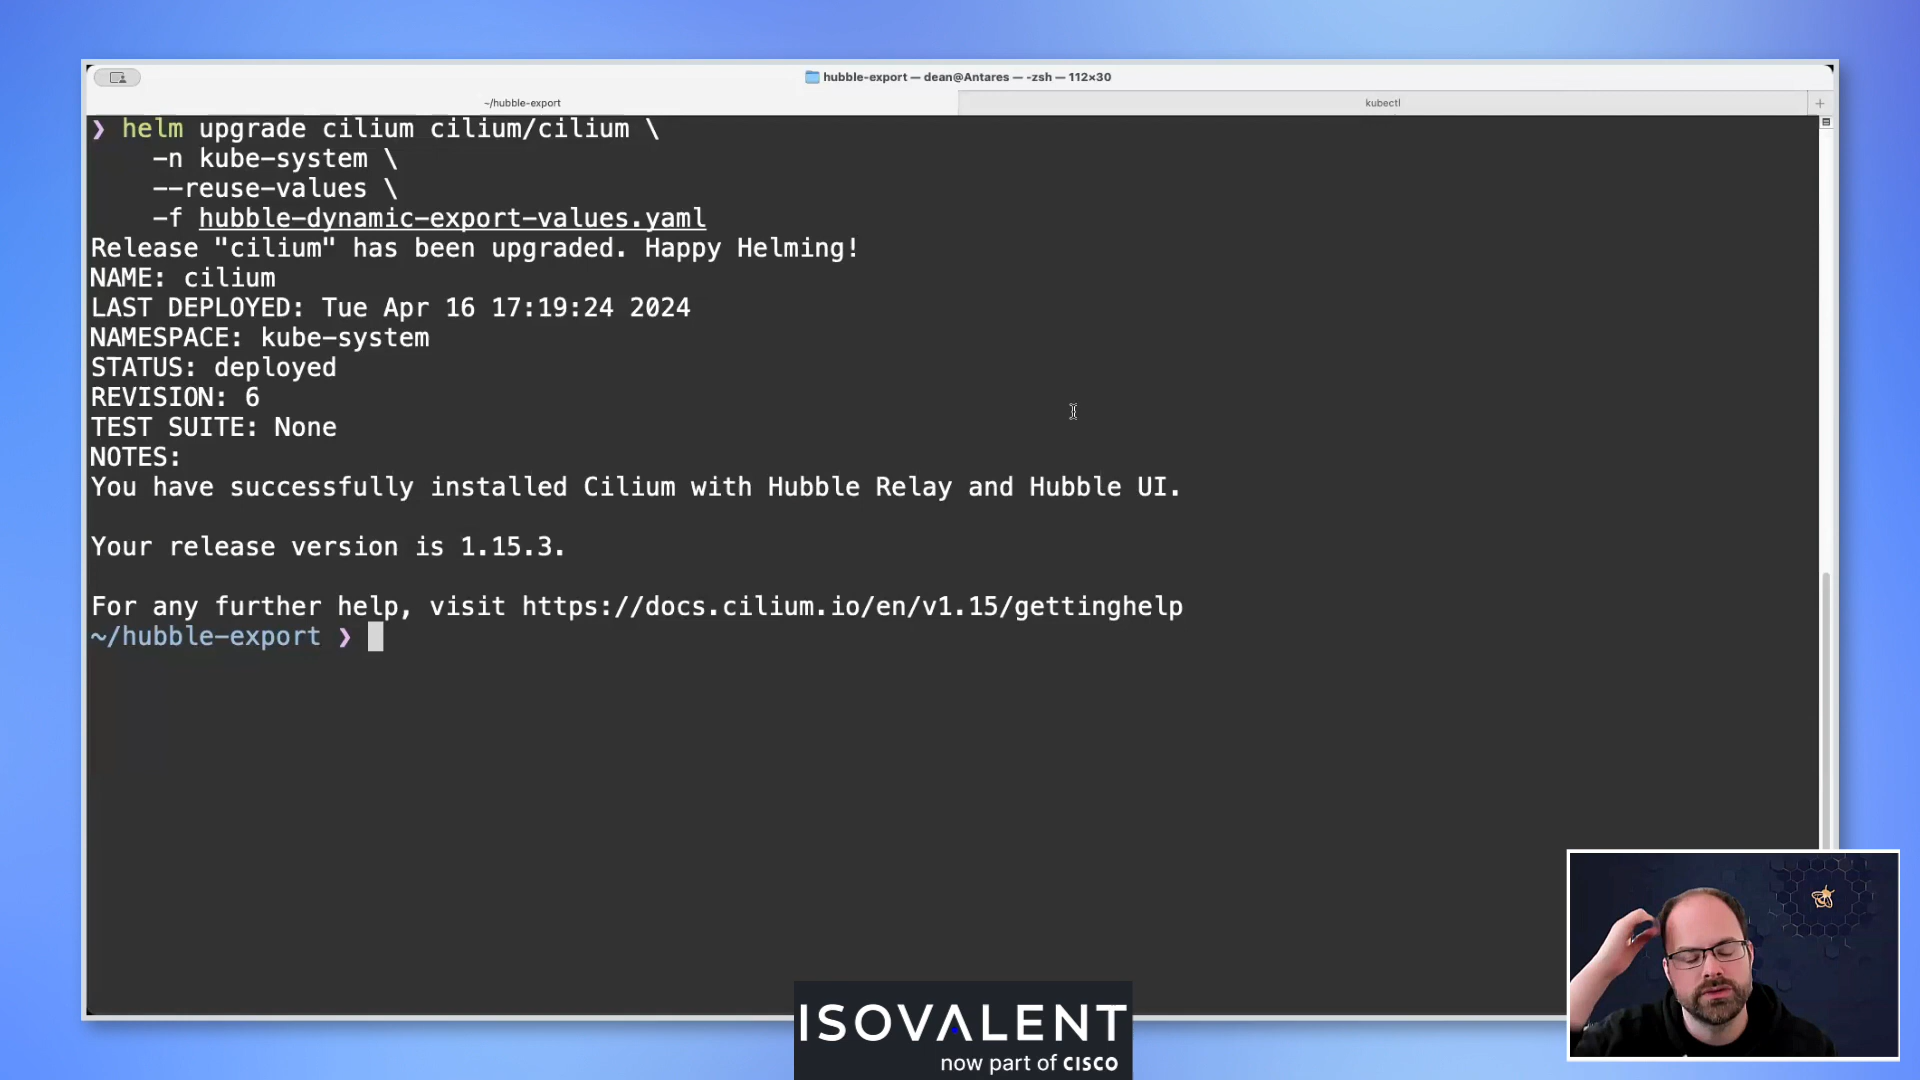 hubble-export — dean@Antares — -zsh — 112×30
~/hubble-export
kubectl
+
❯ helm upgrade cilium cilium/cilium \
-n kube-system \
--reuse-values \
-f hubble-dynamic-export-values.yaml
Release "cilium" has been upgraded. Happy Helming!
NAME: cilium
LAST DEPLOYED: Tue Apr 16 17:19:24 2024
NAMESPACE: kube-system
STATUS: deployed
REVISION: 6
TEST SUITE: None
NOTES:
You have successfully installed Cilium with Hubble Relay and Hubble UI.
Your release version is 1.15.3.
For any further help, visit https://docs.cilium.io/en/v1.15/gettinghelp
~/hubble-export ❯
ISOVALENT
now part of CISCO